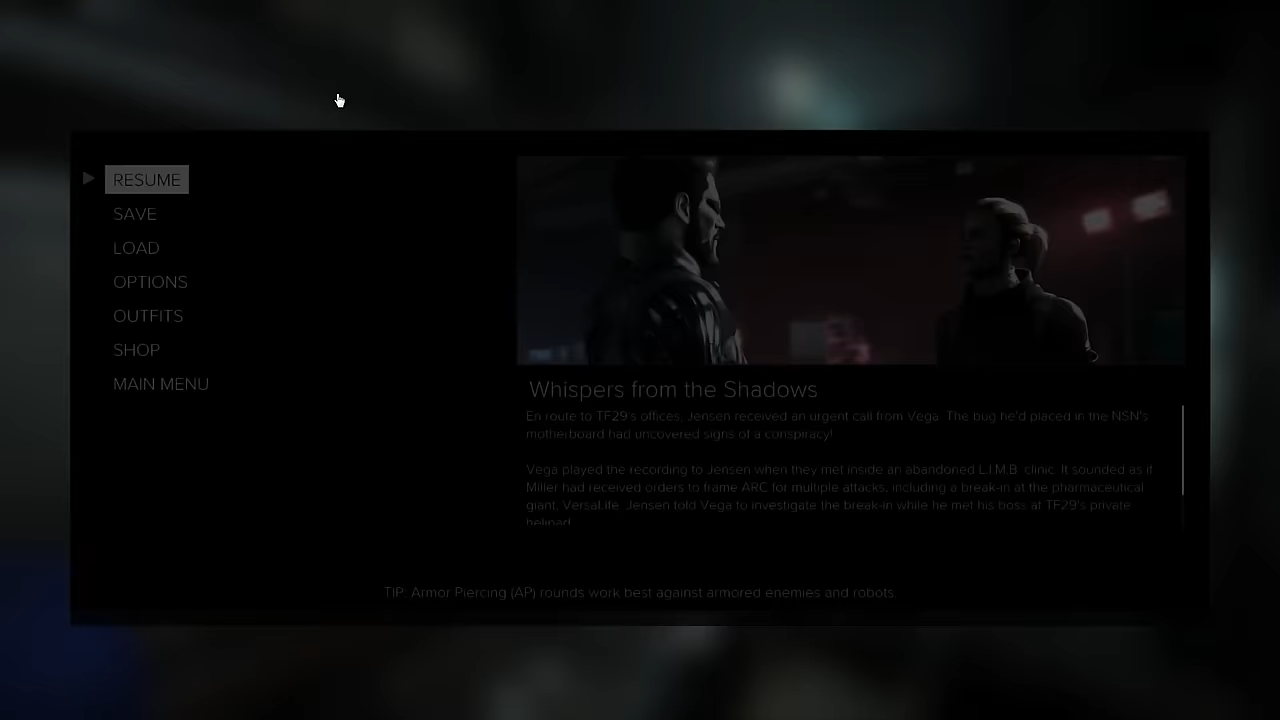 RESUME
SAVE
LOAD
OPTIONS
OUTFITS
SHOP
MAIN MENU
Whispers from the Shadows
En route to TF29's offices, Jensen received an urgent call from Vega. The bug he'd placed in the NSN's
motherboard had uncovered signs of a conspiracy!
Vega played the recording to Jensen when they met inside an abandoned L.I.M.B. clinic. It sounded as if
Miller had received orders to frame ARC for multiple attacks, including a break-in at the pharmaceutical
giant, VersaLife. Jensen told Vega to investigate the break-in while he met his boss at TF29's private
helipad.
TIP: Armor Piercing (AP) rounds work best against armored enemies and robots.